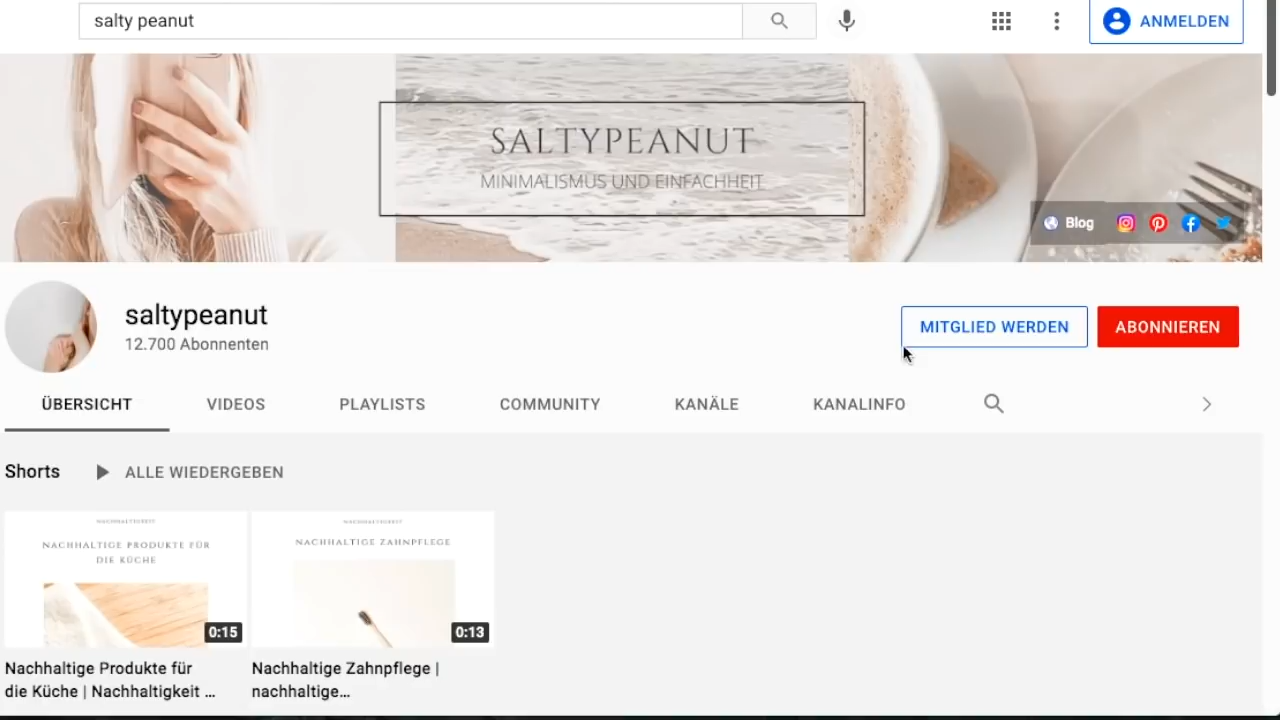 salty peanut
ANMELDEN
SALTYPEANUT
MINIMALISMUS UND EINFACHHEIT
Blog
saltypeanut
12.700 Abonnenten
MITGLIED WERDEN
ABONNIEREN
ÜBERSICHT
VIDEOS
PLAYLISTS
COMMUNITY
KANÄLE
KANALINFO
Shorts
ALLE WIEDERGEBEN
NACHHALTIGKEIT
NACHHALTIGE PRODUKTE FÜR
DIE KÜCHE
0:15
NACHHALTIGKEIT
NACHHALTIGE ZAHNPFLEGE
0:13
Nachhaltige Produkte für
die Küche | Nachhaltigkeit ...
Nachhaltige Zahnpflege |
nachhaltige...